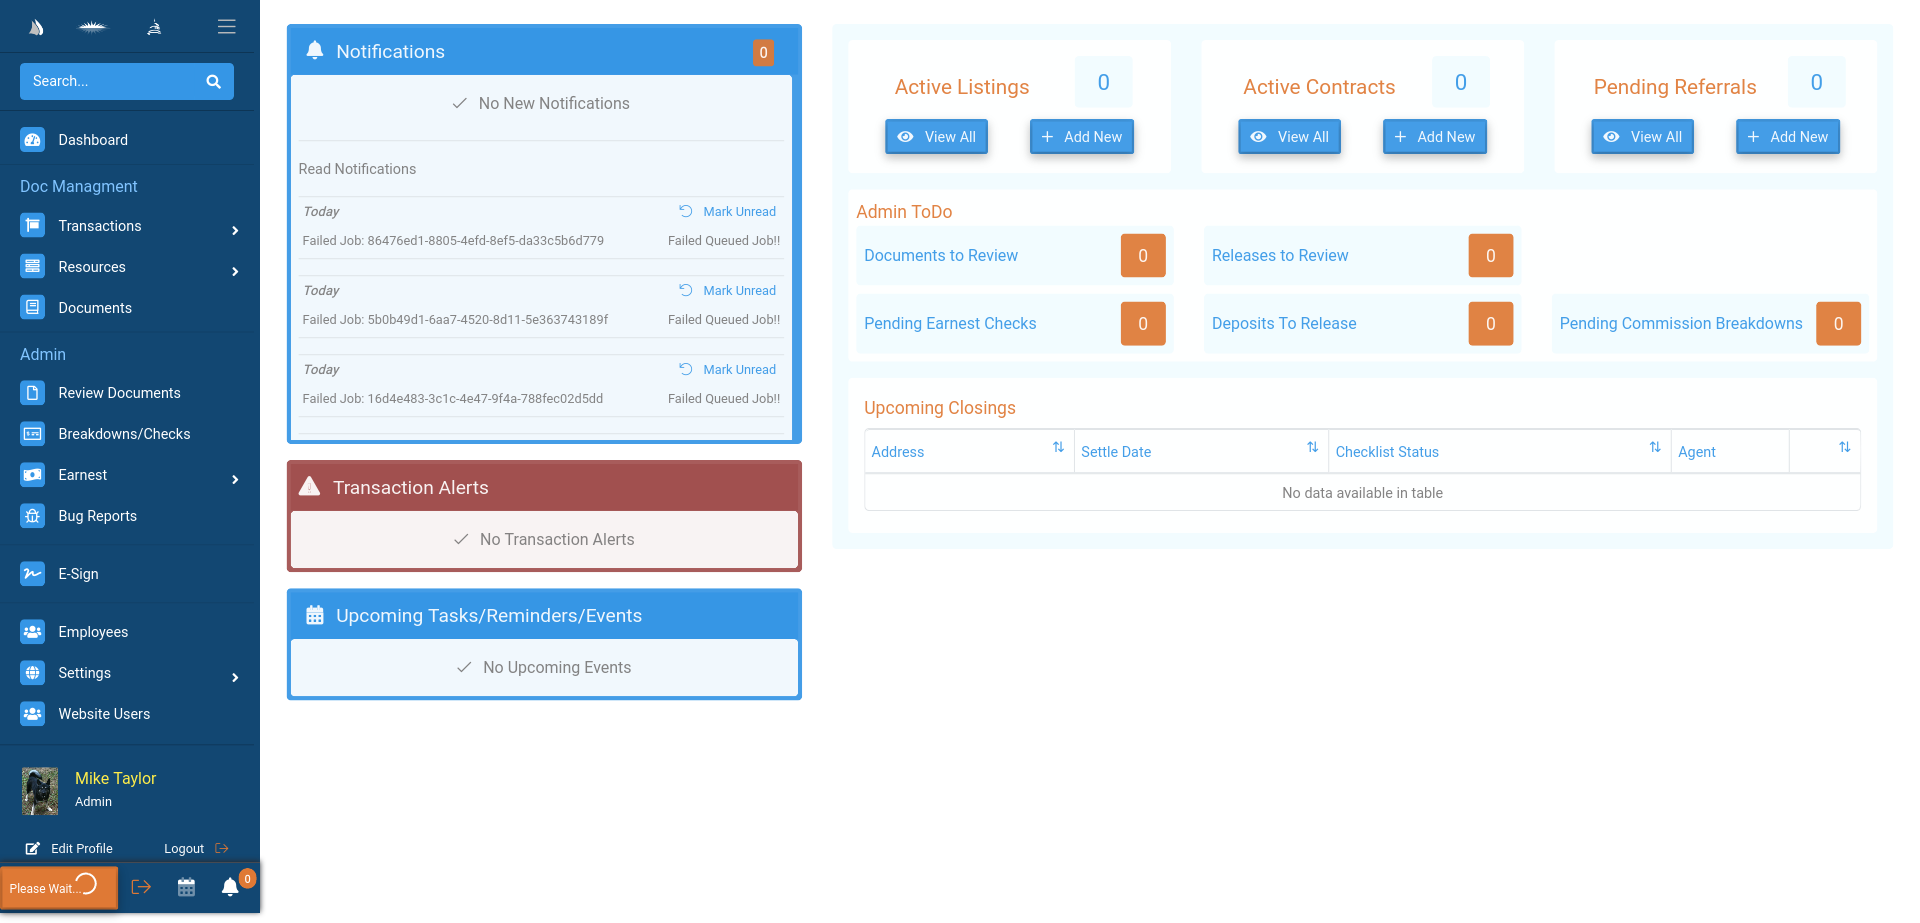 Search...
Dashboard
Doc Managment
Transactions
Resources
Documents
Admin
Review Documents
Breakdowns/Checks
Earnest
Bug Reports
E-Sign
Employees
Settings
Website Users
Mike Taylor
Admin
Edit Profile Logout
Please Wait... 0
Notifications 0
No New Notifications
Read Notifications
Today Mark Unread
Failed Job: 86476ed1-8805-4efd-8ef5-da33c5b6d779 Failed Queued Job!!
Today Mark Unread
Failed Job: 5b0b49d1-6aa7-4520-8d11-5e363743189f Failed Queued Job!!
Today Mark Unread
Failed Job: 16d4e483-3c1c-4e47-9f4a-788fec02d5dd Failed Queued Job!!
Transaction Alerts
No Transaction Alerts
Upcoming Tasks/Reminders/Events
No Upcoming Events
Active Listings 0
View All Add New
Active Contracts 0
View All Add New
Pending Referrals 0
View All Add New
Admin ToDo
Documents to Review 0 Releases to Review 0
Pending Earnest Checks 0 Deposits To Release 0 Pending Commission Breakdowns 0
Upcoming Closings
Address Settle Date Checklist Status Agent
No data available in table